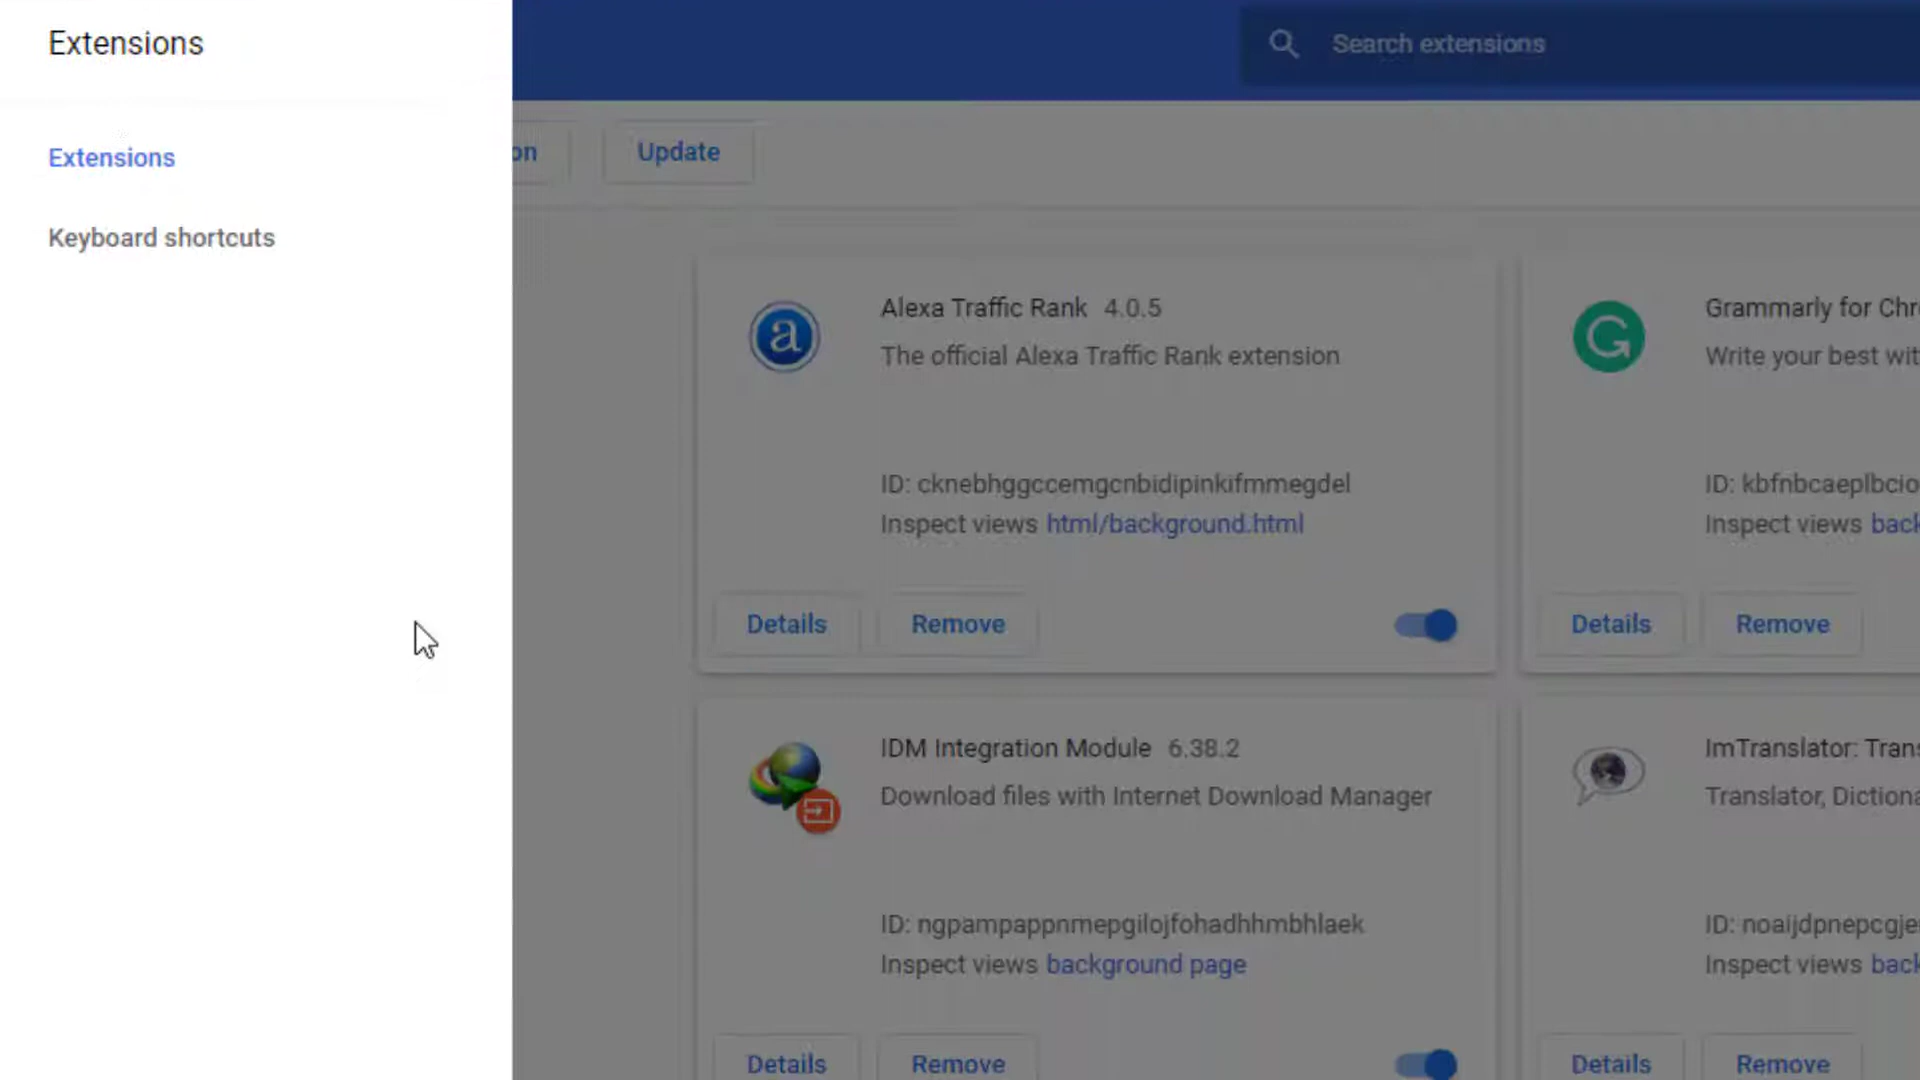 Extensions
Search extensions
Extensions
Keyboard shortcuts
on
Update
Alexa Traffic Rank 4.0.5
The official Alexa Traffic Rank extension
ID: cknebhggccemgcnbidipinkifmmegdel
Inspect views html/background.html
Details
Remove
Grammarly for Chr
Write your best wit
ID: kbfnbcaeplbcio
Inspect views back
Details
Remove
IDM Integration Module 6.38.2
Download files with Internet Download Manager
ID: ngpampappnmepgilojfohadhhmbhlaek
Inspect views background page
Details
Remove
ImTranslator: Trans
Translator, Dictiona
ID: noaijdpnepcgje
Inspect views back
Details
Remove